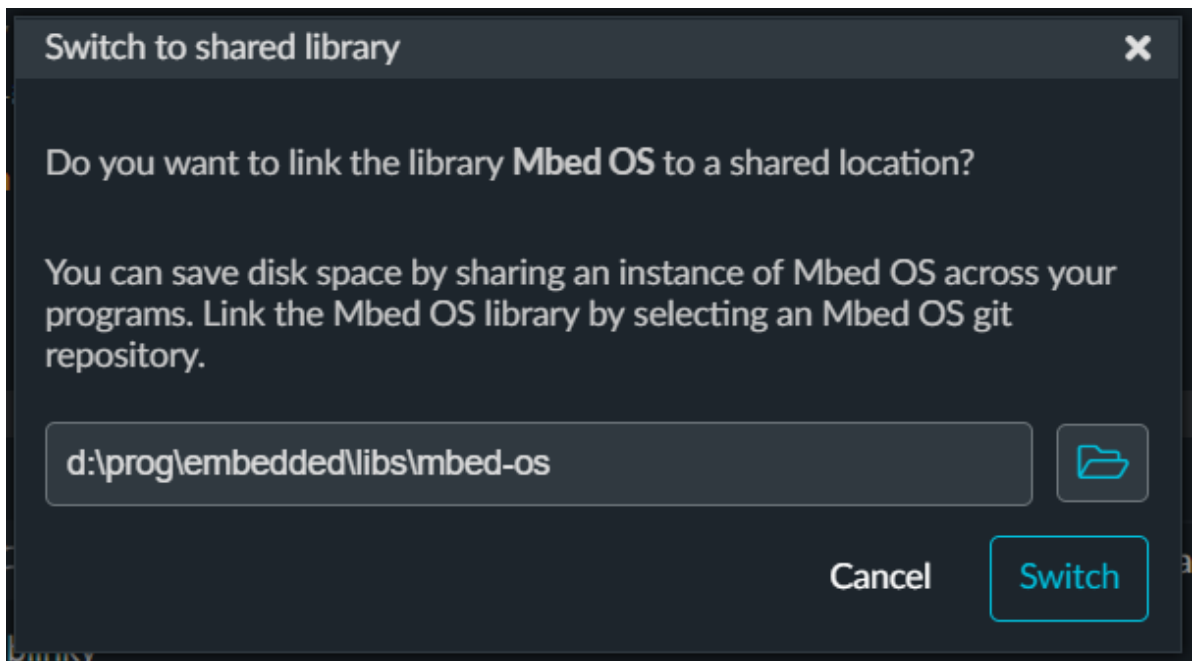 Switch to shared library
Do you want to link the library Mbed OS to a shared location?
You can save disk space by sharing an instance of Mbed OS across your
programs. Link the Mbed OS library by selecting an Mbed OS git
repository.
d:\prog\embedded\libs\mbed-os
Cancel
Switch